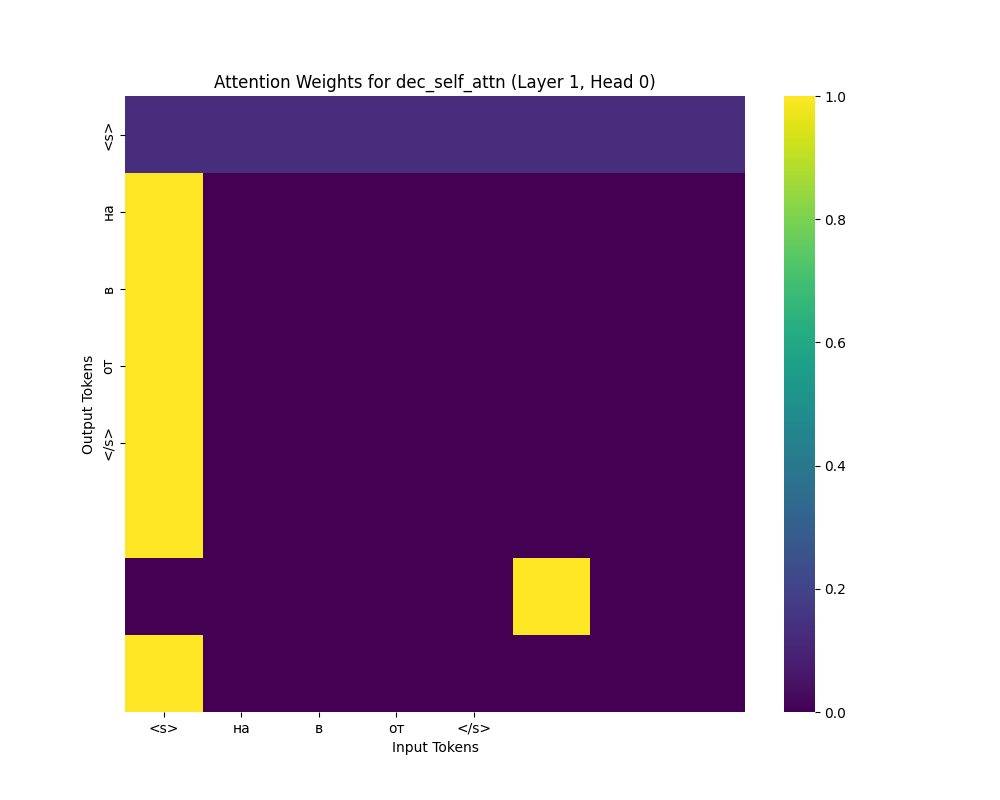 Attention Weights for dec_self_attn (Layer 1, Head 0)
<s>
на
в
от
</s>
Output Tokens
<s> на в от </s>
Input Tokens
1.0
0.8
0.6
0.4
0.2
0.0